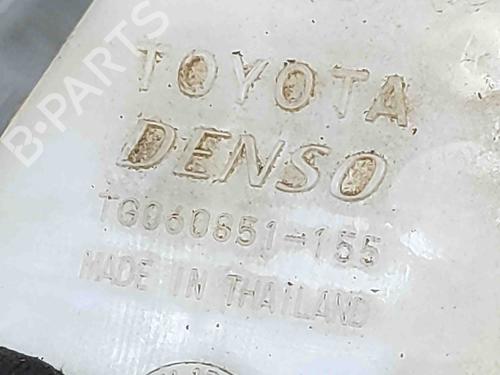 B-PARTS
TOYOTA
DENSO
TG060851-155
MADE IN THAILAND